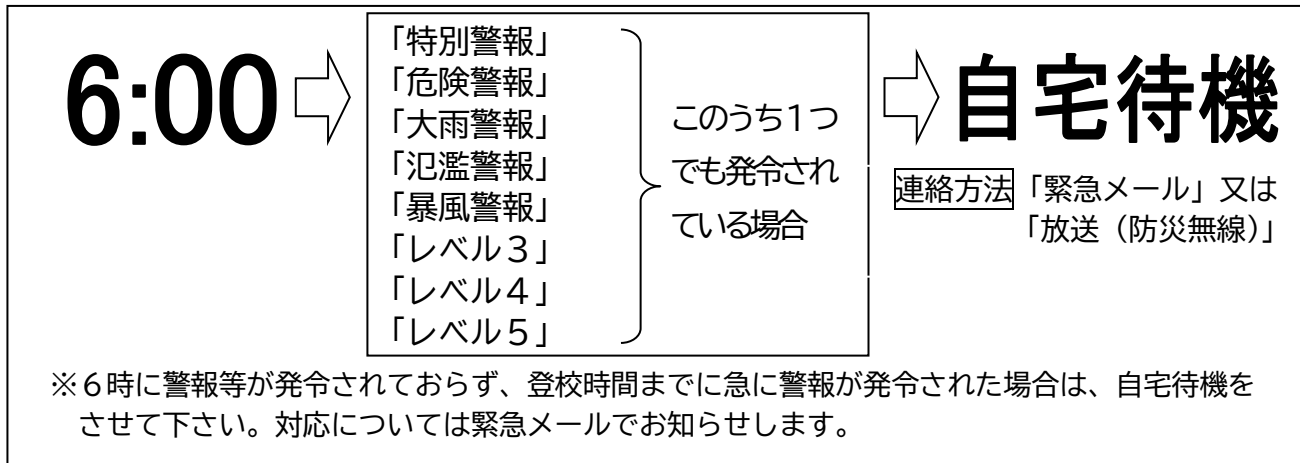 6:00
「特別警報」
「危険警報」
「大雨警報」
「氾濫警報」
「暴風警報」
「レベル３」
「レベル４」
「レベル５」
このうち１つ
でも発令され
ている場合
自宅待機
連絡方法「緊急メール」又は
「放送（防災無線）」
※６時に警報等が発令されておらず、登校時間までに急に警報が発令された場合は、自宅待機を
させて下さい。対応については緊急メールでお知らせします。